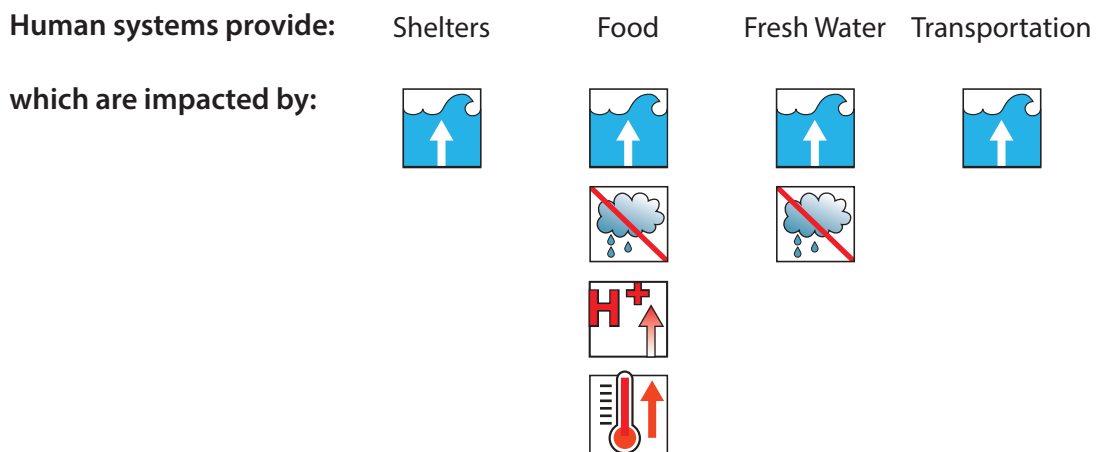 Human systems provide: Shelters Food Fresh Water Transportation
which are impacted by:
H+